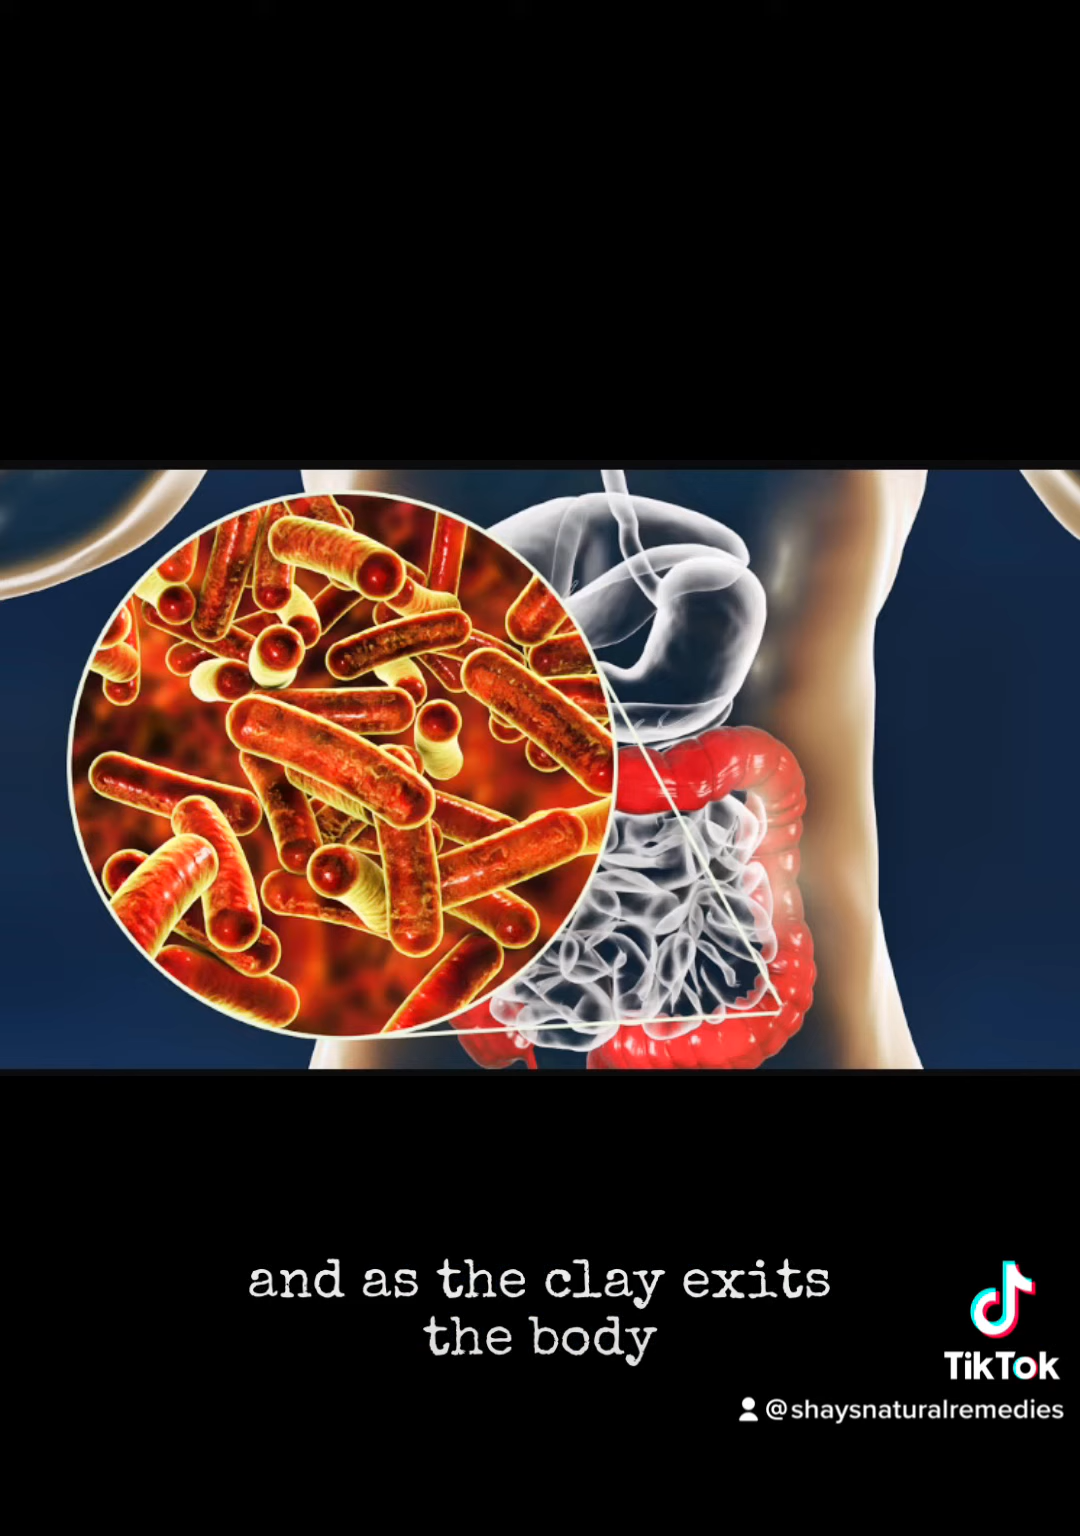 and as the clay exits
the body
TikTok
@shaysnaturalremedies